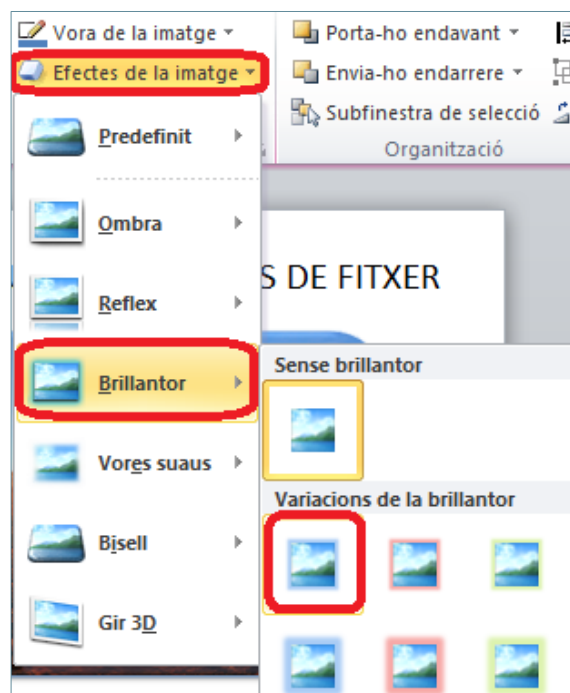 Vora de la imatge
Efectes de la imatge
Porta-ho endavant
Envia-ho endarrere
Subfinestra de selecció
Organització
Predefinit
Ombra
Reflex
Brillantor
Vores suaus
Bisell
Gir 3D
S DE FITXER
Sense brillantor
Variacions de la brillantor